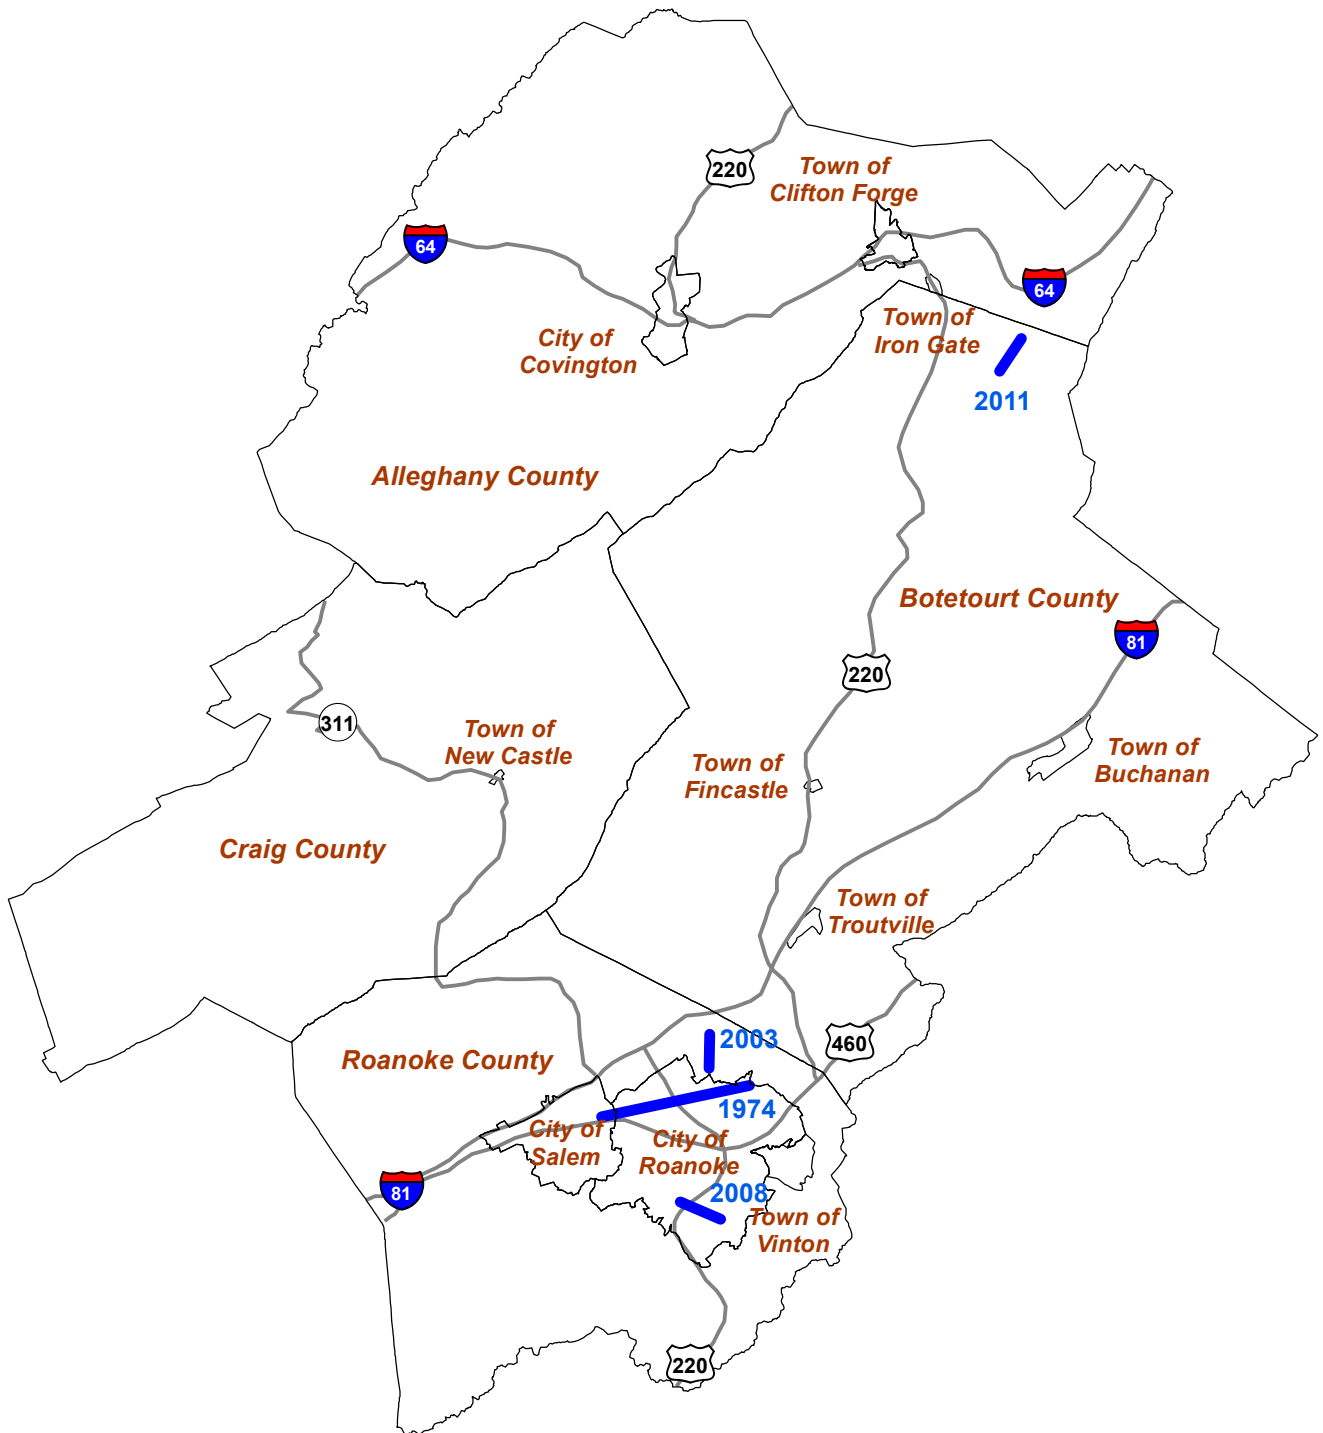 220
Town of
Clifton Forge
64
64
Town of
Iron Gate
City of
Covington
2011
Alleghany County
Botetourt County
81
220
311
Town of
New Castle
Town of
Fincastle
Town of
Buchanan
Craig County
Town of
Troutville
2003
460
Roanoke County
1974
City of
Salem
City of
Roanoke
81
2008
Town of
Vinton
220